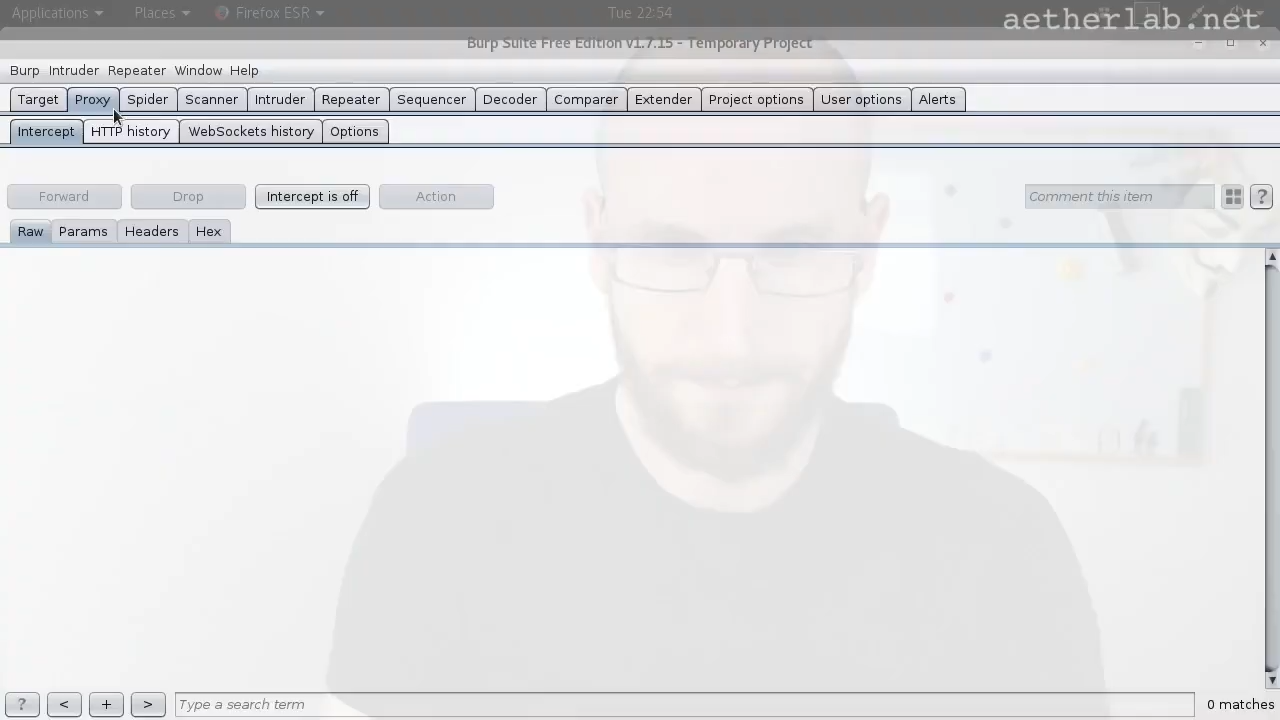 Applications Places Firefox ESR Tue 22:54
aetherlab.net
Burp Suite Free Edition v1.7.15 - Temporary Project
Burp Intruder Repeater Window Help
Target Proxy Spider Scanner Intruder Repeater Sequencer Decoder Comparer Extender Project options User options Alerts
Intercept HTTP history WebSockets history Options
Forward Drop Intercept is off Action Comment this item ?
Raw Params Headers Hex
? < + > Type a search term 0 matches